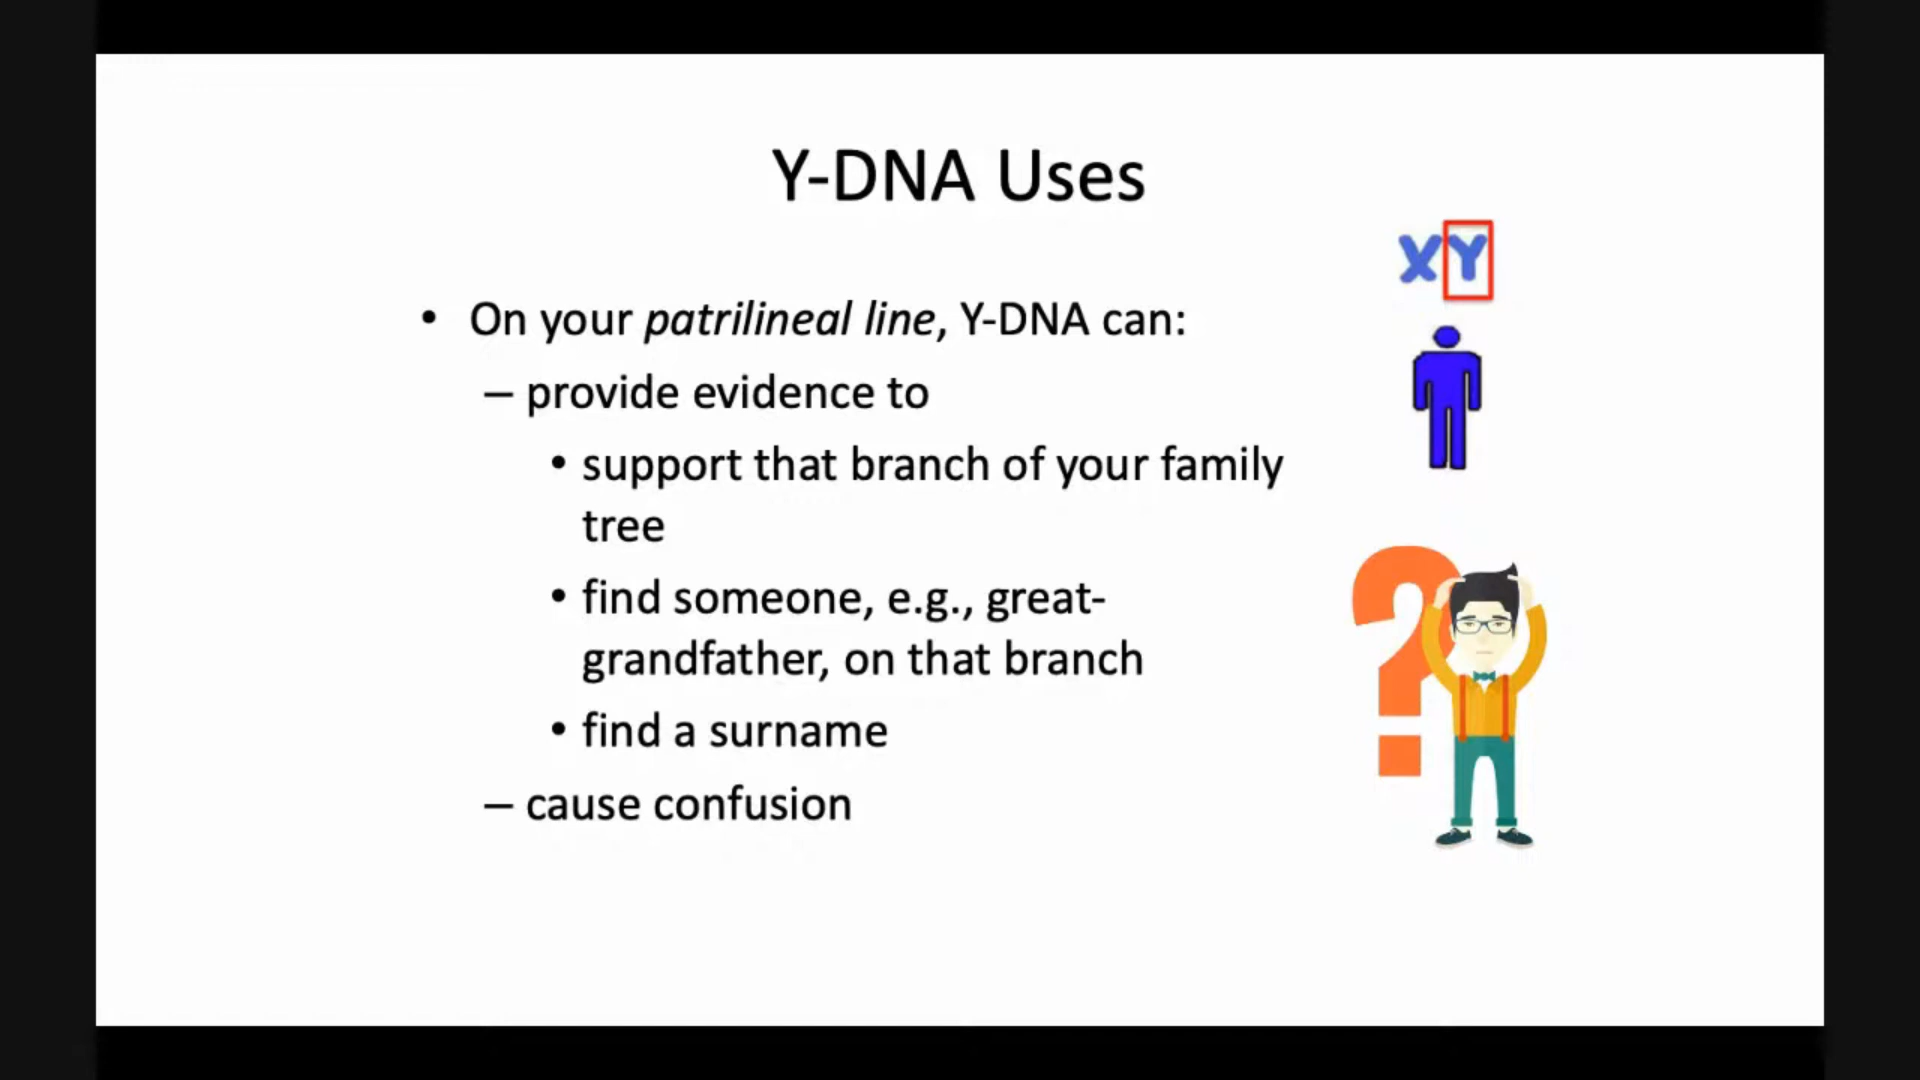 Y-DNA Uses
XY
• On your patrilineal line, Y-DNA can:
– provide evidence to
• support that branch of your family
tree
• find someone, e.g., great-
grandfather, on that branch
• find a surname
– cause confusion
?